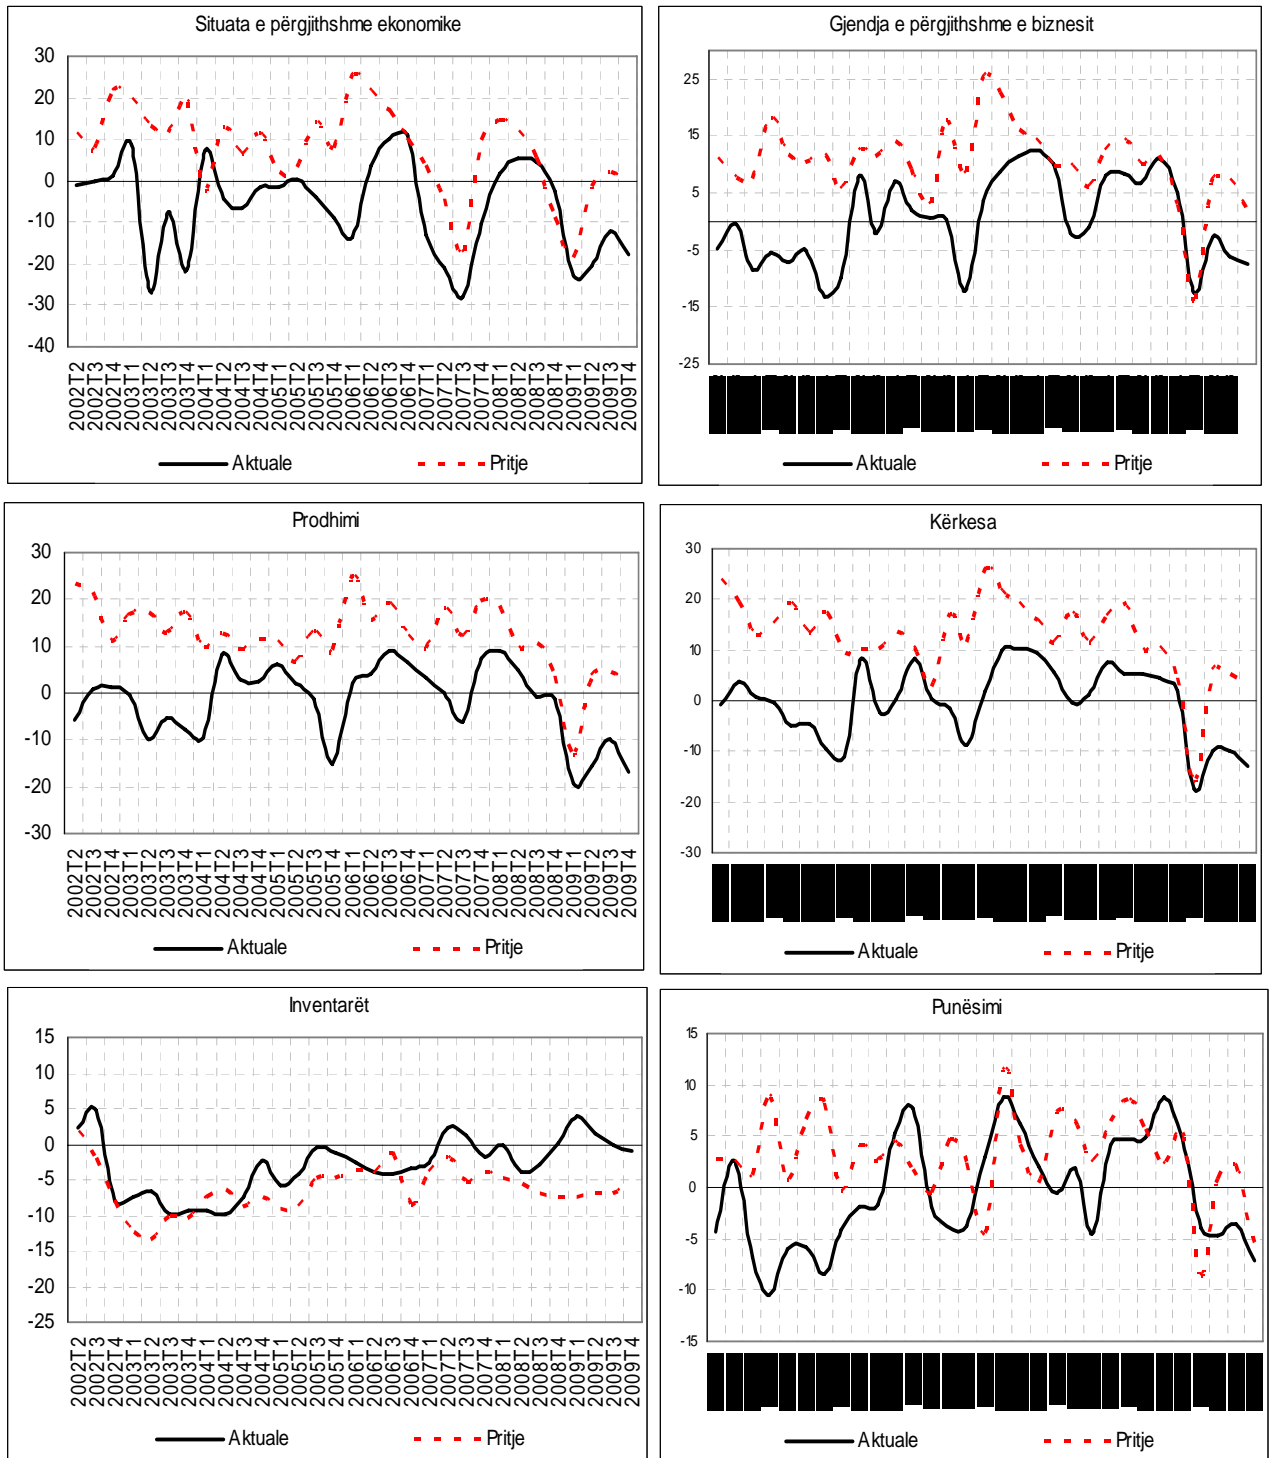 Situata e përgjithshme ekonomike
30
20
10
0
-10
-20
-30
-40
2002T2
2002T3
2002T4
2003T1
2003T2
2003T3
2003T4
2004T1
2004T2
2004T3
2004T4
2005T1
2005T2
2005T3
2005T4
2006T1
2006T2
2006T3
2006T4
2007T1
2007T2
2007T3
2007T4
2008T1
2008T2
2008T3
2008T4
2009T1
2009T2
2009T3
2009T4
Aktuale
Pritje
Gjendja e përgjithshme e biznesit
25
15
5
-5
-15
-25
Aktuale
Pritje
Prodhimi
30
20
10
0
-10
-20
-30
2002T2
2002T3
2002T4
2003T1
2003T2
2003T3
2003T4
2004T1
2004T2
2004T3
2004T4
2005T1
2005T2
2005T3
2005T4
2006T1
2006T2
2006T3
2006T4
2007T1
2007T2
2007T3
2007T4
2008T1
2008T2
2008T3
2008T4
2009T1
2009T2
2009T3
2009T4
Aktuale
Pritje
Kërkesa
30
20
10
0
-10
-20
-30
Aktuale
Pritje
Inventarët
15
10
5
0
-5
-10
-15
-20
-25
2002T2
2002T3
2002T4
2003T1
2003T2
2003T3
2003T4
2004T1
2004T2
2004T3
2004T4
2005T1
2005T2
2005T3
2005T4
2006T1
2006T2
2006T3
2006T4
2007T1
2007T2
2007T3
2007T4
2008T1
2008T2
2008T3
2008T4
2009T1
2009T2
2009T3
2009T4
Aktuale
Pritje
Punësimi
15
10
5
0
-5
-10
-15
Aktuale
Pritje